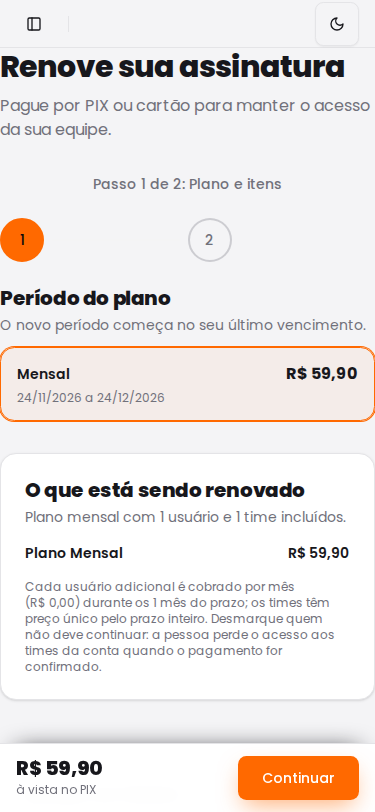 Renove sua assinatura
Pague por PIX ou cartão para manter o acesso
da sua equipe.
Passo 1 de 2: Plano e itens
1
2
Período do plano
O novo período começa no seu último vencimento.
Mensal
R$ 59,90
24/11/2026 a 24/12/2026
O que está sendo renovado
Plano mensal com 1 usuário e 1 time incluídos.
Plano Mensal
R$ 59,90
Cada usuário adicional é cobrado por mês
(R$ 0,00) durante os 1 mês do prazo; os times têm
preço único pelo prazo inteiro. Desmarque quem
não deve continuar: a pessoa perde o acesso aos
times da conta quando o pagamento for
confirmado.
R$ 59,90
à vista no PIX
Continuar